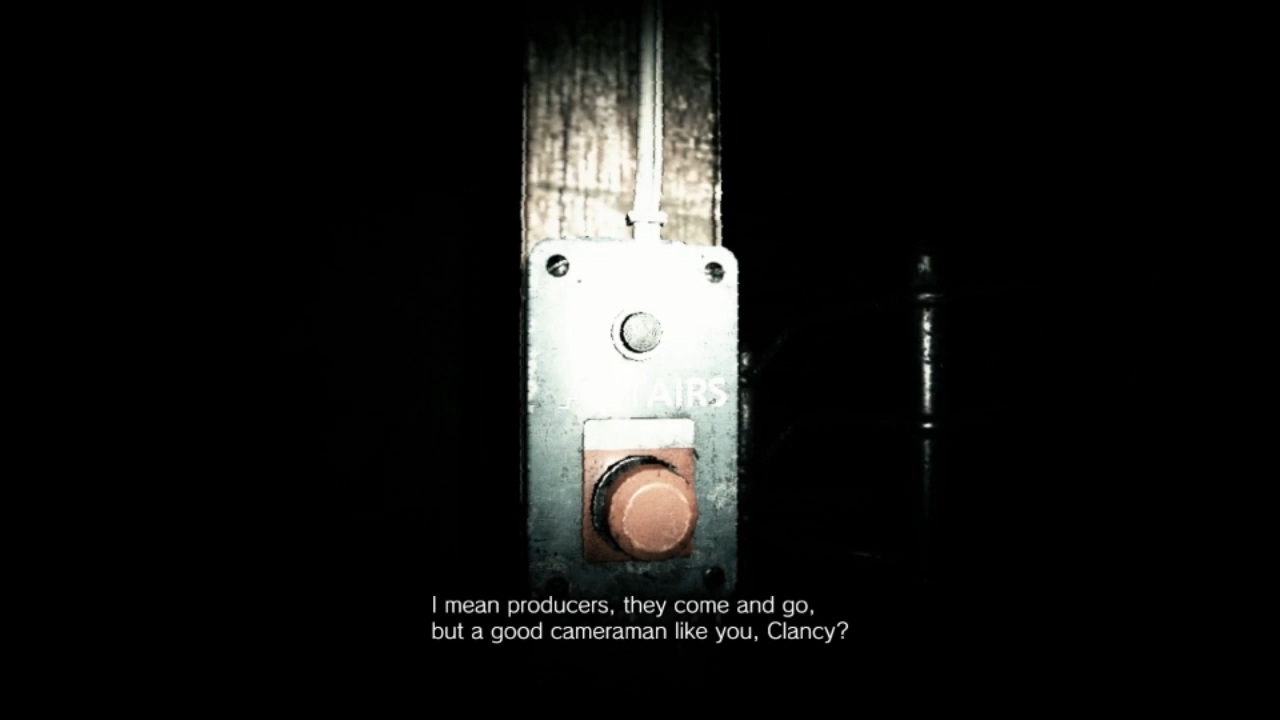 I mean producers, they come and go,
but a good cameraman like you, Clancy?